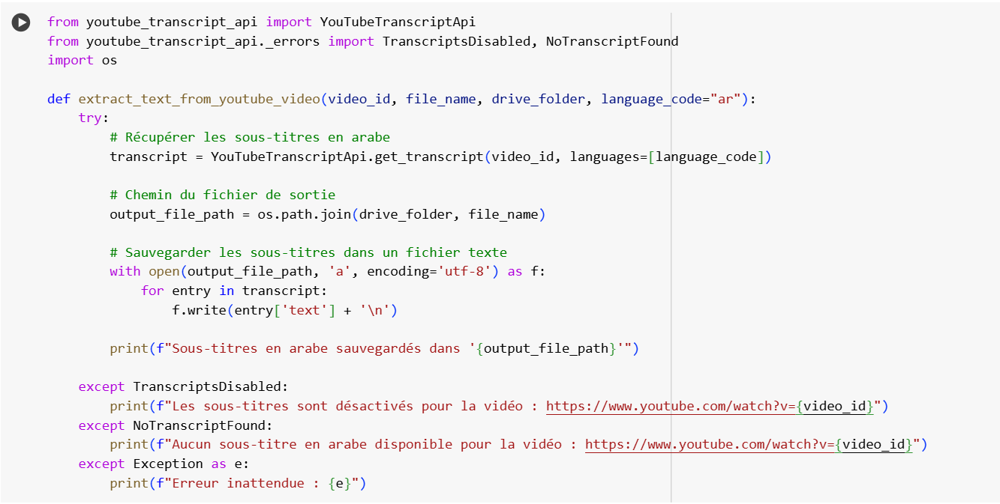 from youtube_transcript_api import YouTubeTranscriptApi
from youtube_transcript_api._errors import TranscriptsDisabled, NoTranscriptFound
import os

def extract_text_from_youtube_video(video_id, file_name, drive_folder, language_code="ar"):
    try:
        # Récupérer les sous-titres en arabe
        transcript = YouTubeTranscriptApi.get_transcript(video_id, languages=[language_code])

        # Chemin du fichier de sortie
        output_file_path = os.path.join(drive_folder, file_name)

        # Sauvegarder les sous-titres dans un fichier texte
        with open(output_file_path, 'a', encoding='utf-8') as f:
            for entry in transcript:
                f.write(entry['text'] + '\n')

        print(f"Sous-titres en arabe sauvegardés dans '{output_file_path}'")

    except TranscriptsDisabled:
        print(f"Les sous-titres sont désactivés pour la vidéo : https://www.youtube.com/watch?v={video_id}")
    except NoTranscriptFound:
        print(f"Aucun sous-titre en arabe disponible pour la vidéo : https://www.youtube.com/watch?v={video_id}")
    except Exception as e:
        print(f"Erreur inattendue : {e}")